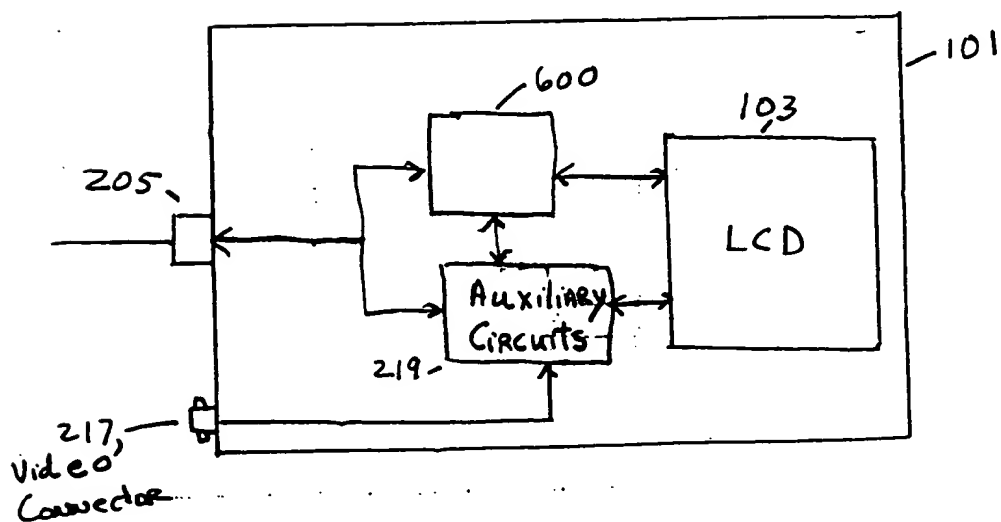 101
600
103
205
LCD
Auxiliary
Circuits
219
217,
Video
Connector